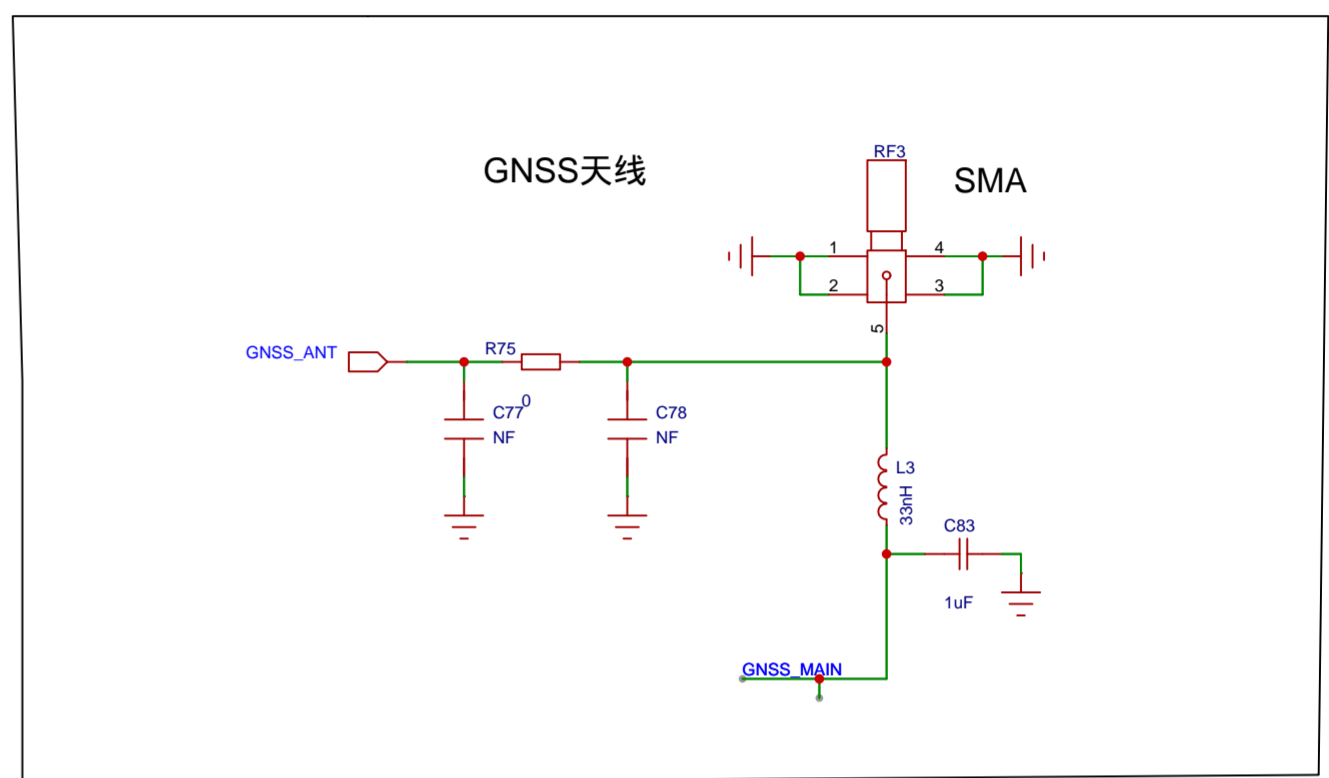 RF3
GNSS天线
SMA
1
4
2
3
5
GNSS_ANT
R75
0
C77
NF
C78
NF
L3
33nH
C83
1uF
GNSS_MAIN